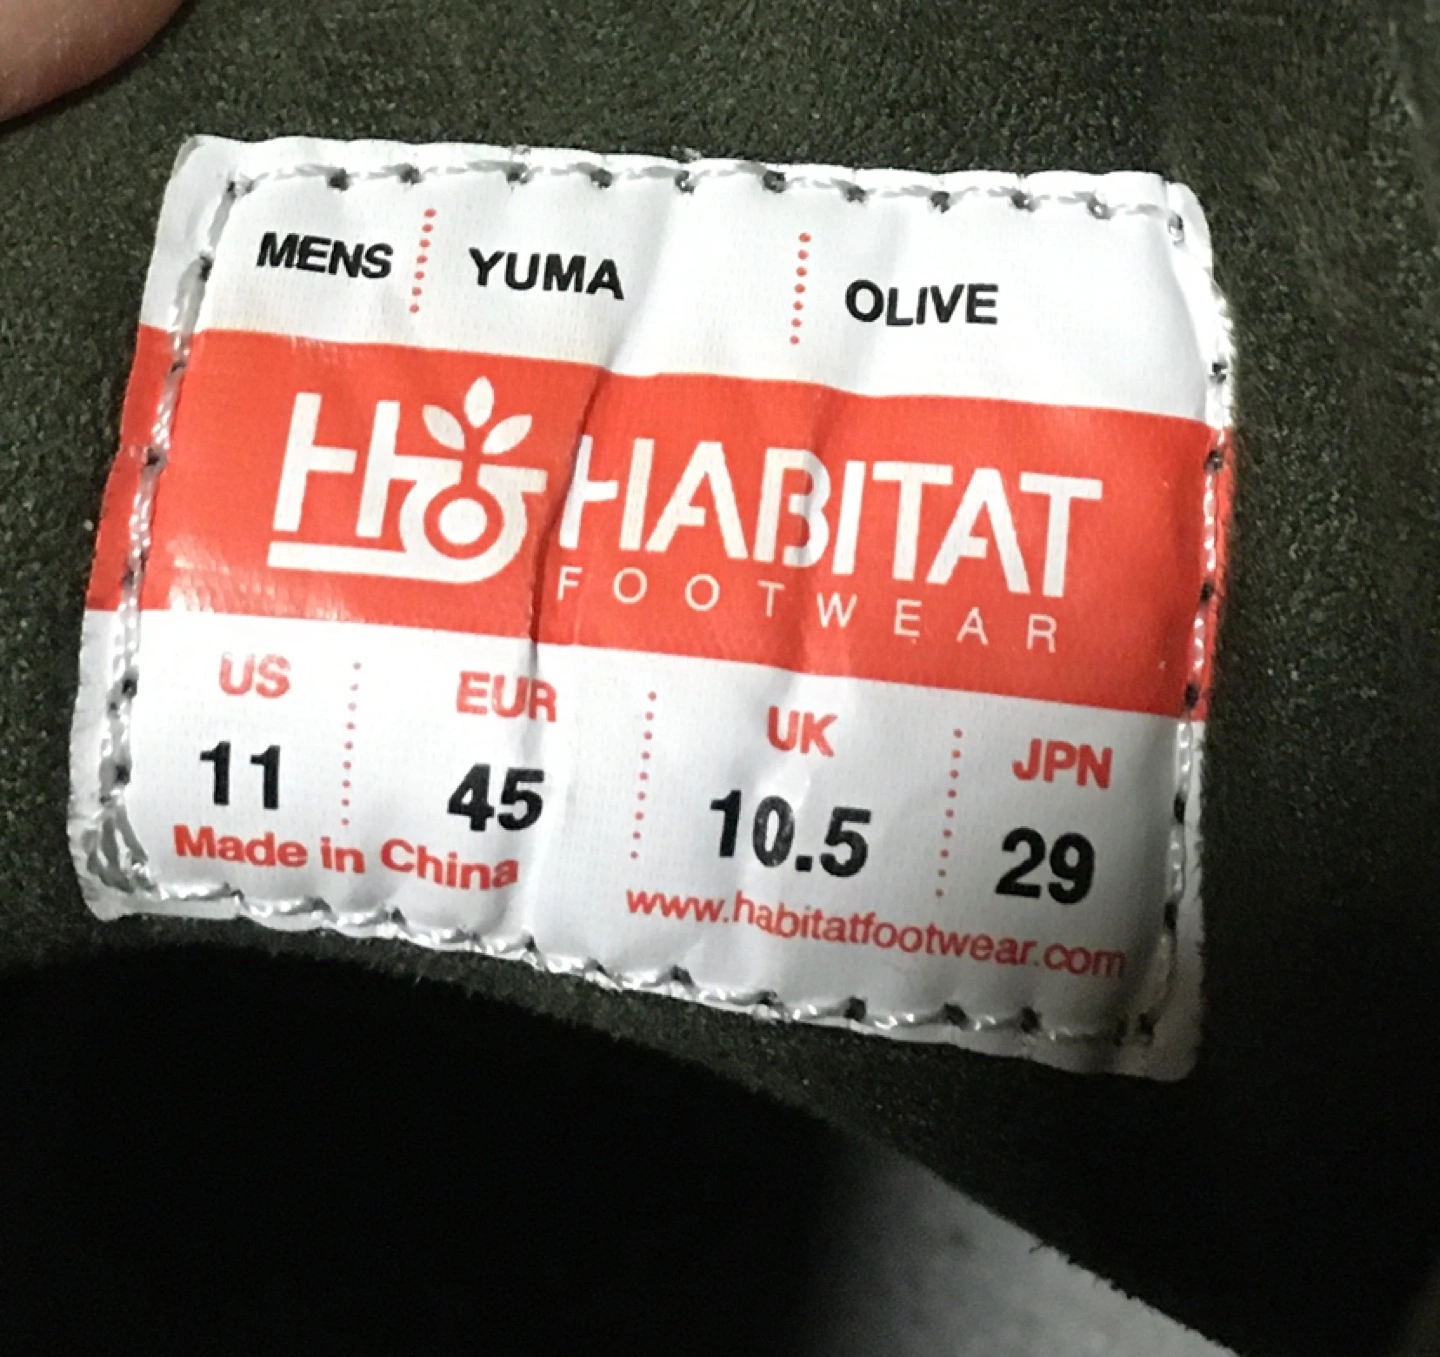 MENS YUMA OLIVE
HABITAT
FOOTWEAR
US EUR UK JPN
11 45 10.5 29
Made in China
www.habitatfootwear.com